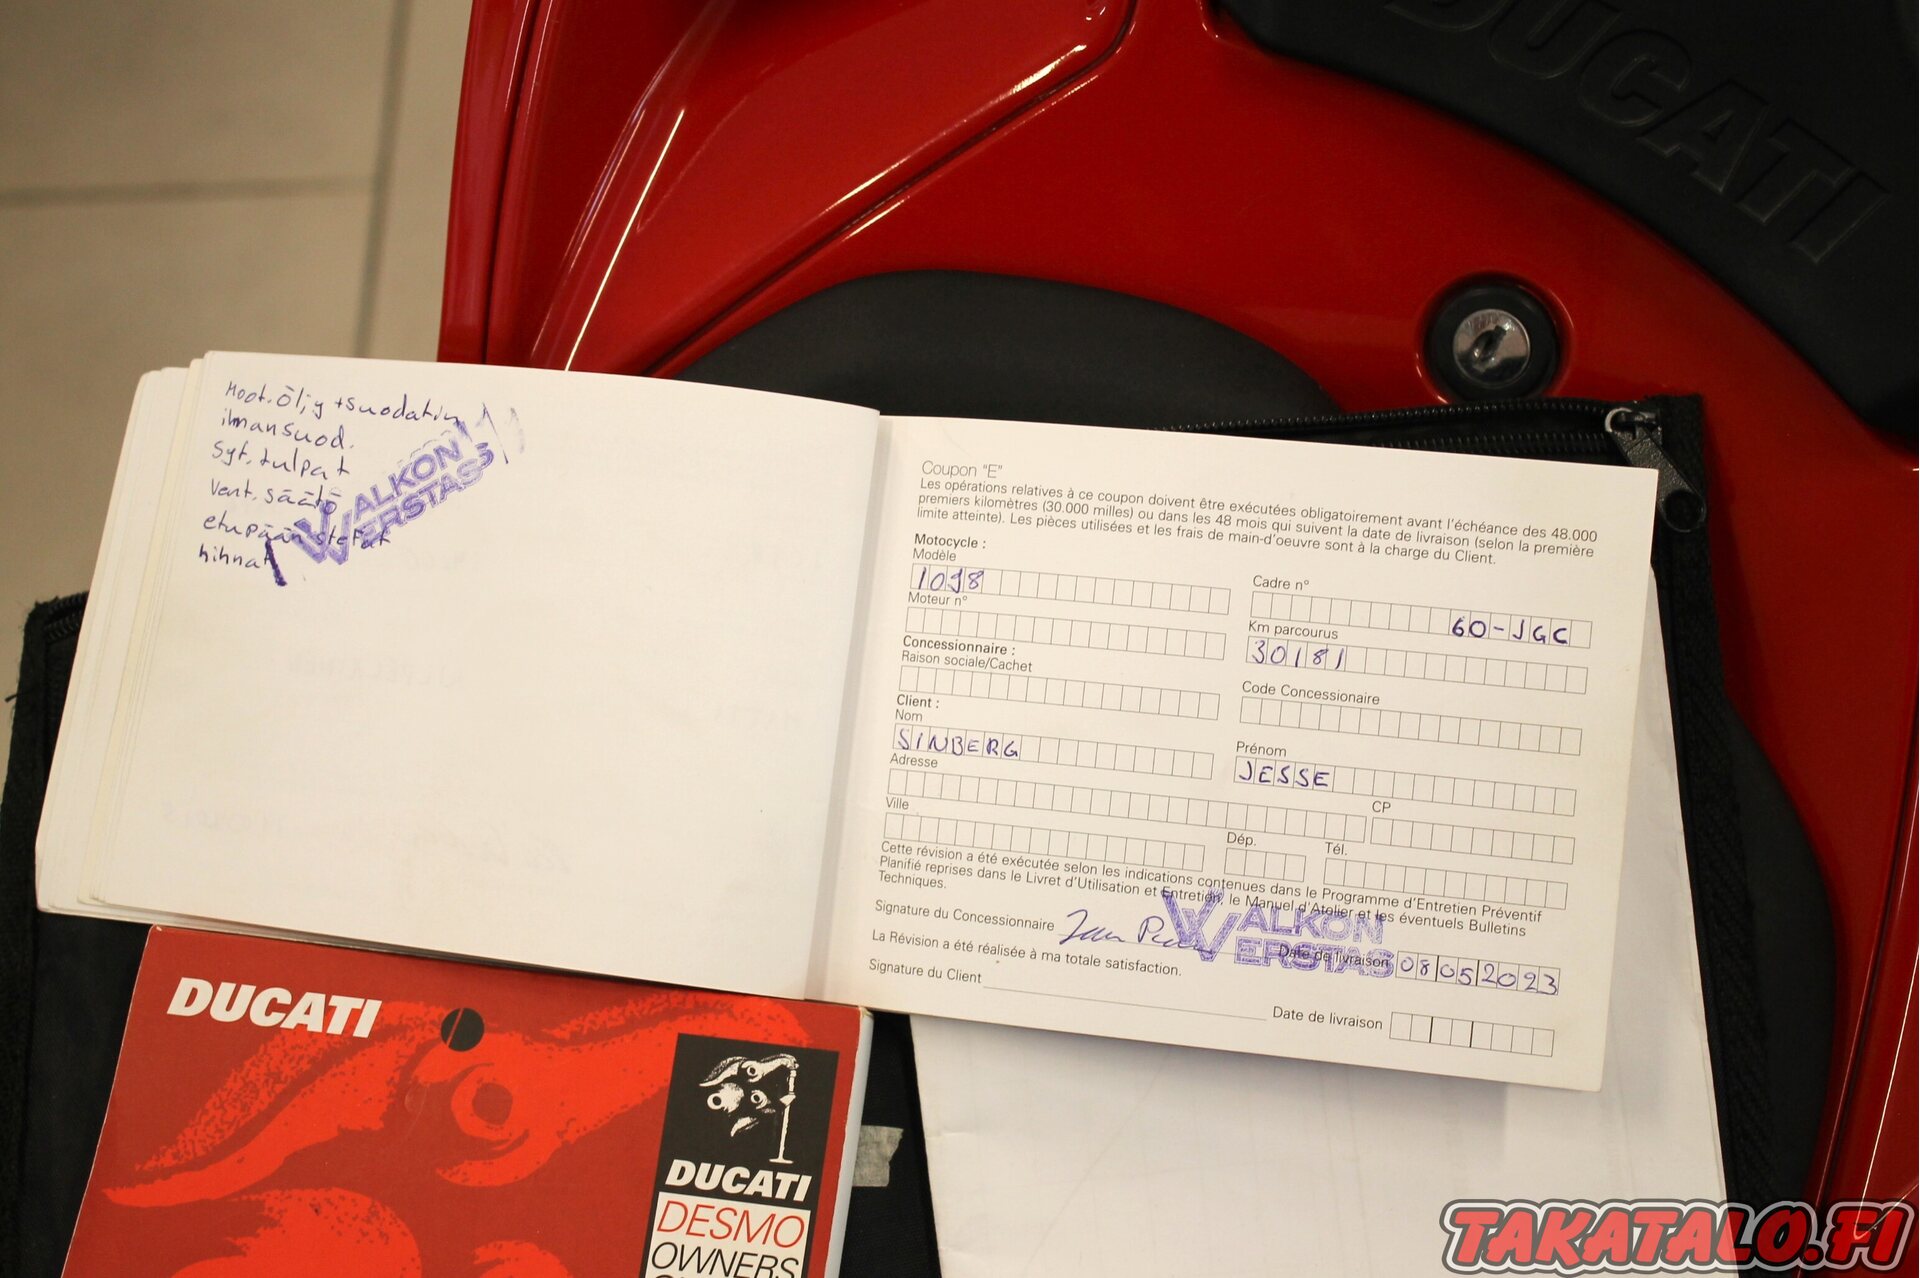 DUCATI
Moot.öljy + suodatin
ilmansuod.
Syt.tulpat
Vent. säätö
etupään stefat
hihnat
WALKON
WERSTAS
Coupon "E"
Les opérations relatives à ce coupon doivent être exécutées obligatoirement avant l'échéance des 48.000
premiers kilomètres (30.000 milles) ou dans les 48 mois qui suivent la date de livraison (selon la première
limite atteinte). Les pièces utilisées et les frais de main-d'oeuvre sont à la charge du Client.
Motocycle :
Modèle
1098
Cadre n°
60-JGC
Moteur n°
Km parcourus
30181
Concessionnaire :
Raison sociale/Cachet
Code Concessionaire
Client :
Nom
SINBERG
Prénom
JESSE
Adresse
CP
Ville
Dép.
Tél.
Cette révision a été exécutée selon les indications contenues dans le Programme d'Entretien Préventif
Planifié reprises dans le Livret d'Utilisation et Entretien, le Manuel d'Atelier et les éventuels Bulletins
Techniques.
Signature du Concessionnaire
WALKON
WERSTAS
Date de livraison 08052023
La Révision a été réalisée à ma totale satisfaction.
Signature du Client
Date de livraison
DUCATI
DUCATI
DESMO
OWNERS
TAKATALO.FI